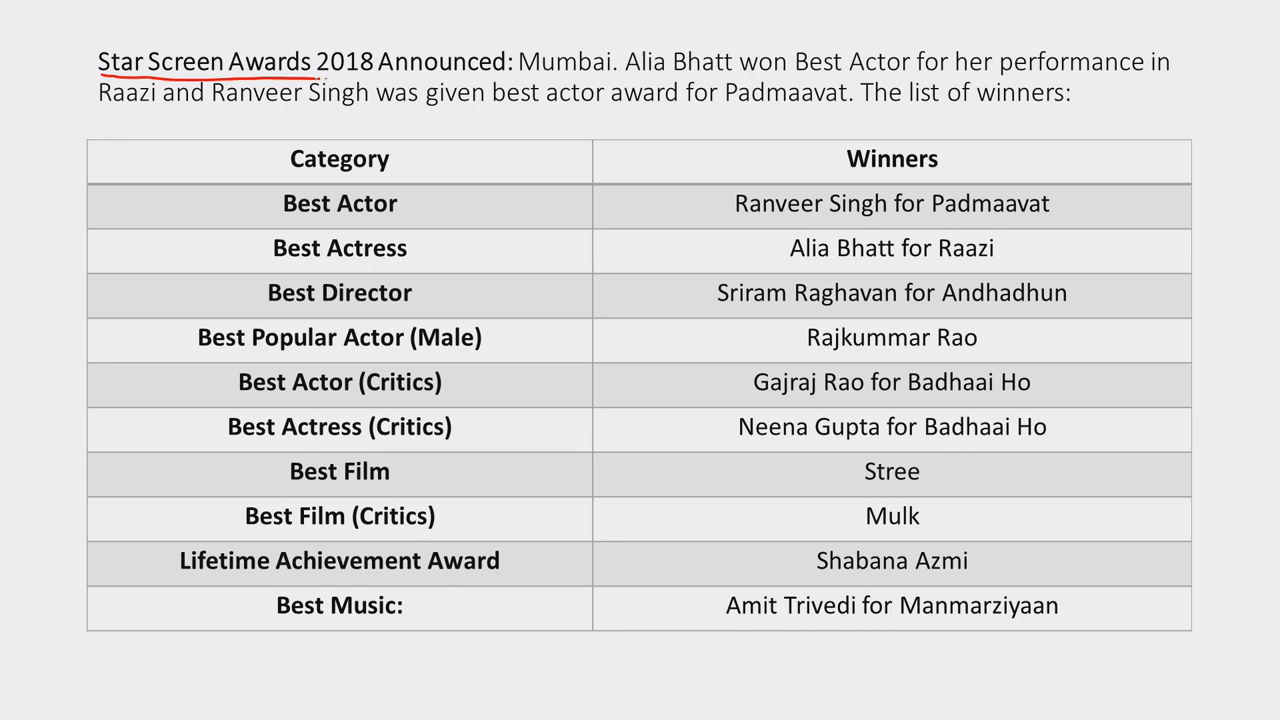 Star Screen Awards 2018 Announced: Mumbai. Alia Bhatt won Best Actor for her performance in
Raazi and Ranveer Singh was given best actor award for Padmaavat. The list of winners:
Category Winners
Best Actor Ranveer Singh for Padmaavat
Best Actress Alia Bhatt for Raazi
Best Director Sriram Raghavan for Andhadhun
Best Popular Actor (Male) Rajkummar Rao
Best Actor (Critics) Gajraj Rao for Badhaai Ho
Best Actress (Critics) Neena Gupta for Badhaai Ho
Best Film Stree
Best Film (Critics) Mulk
Lifetime Achievement Award Shabana Azmi
Best Music: Amit Trivedi for Manmarziyaan